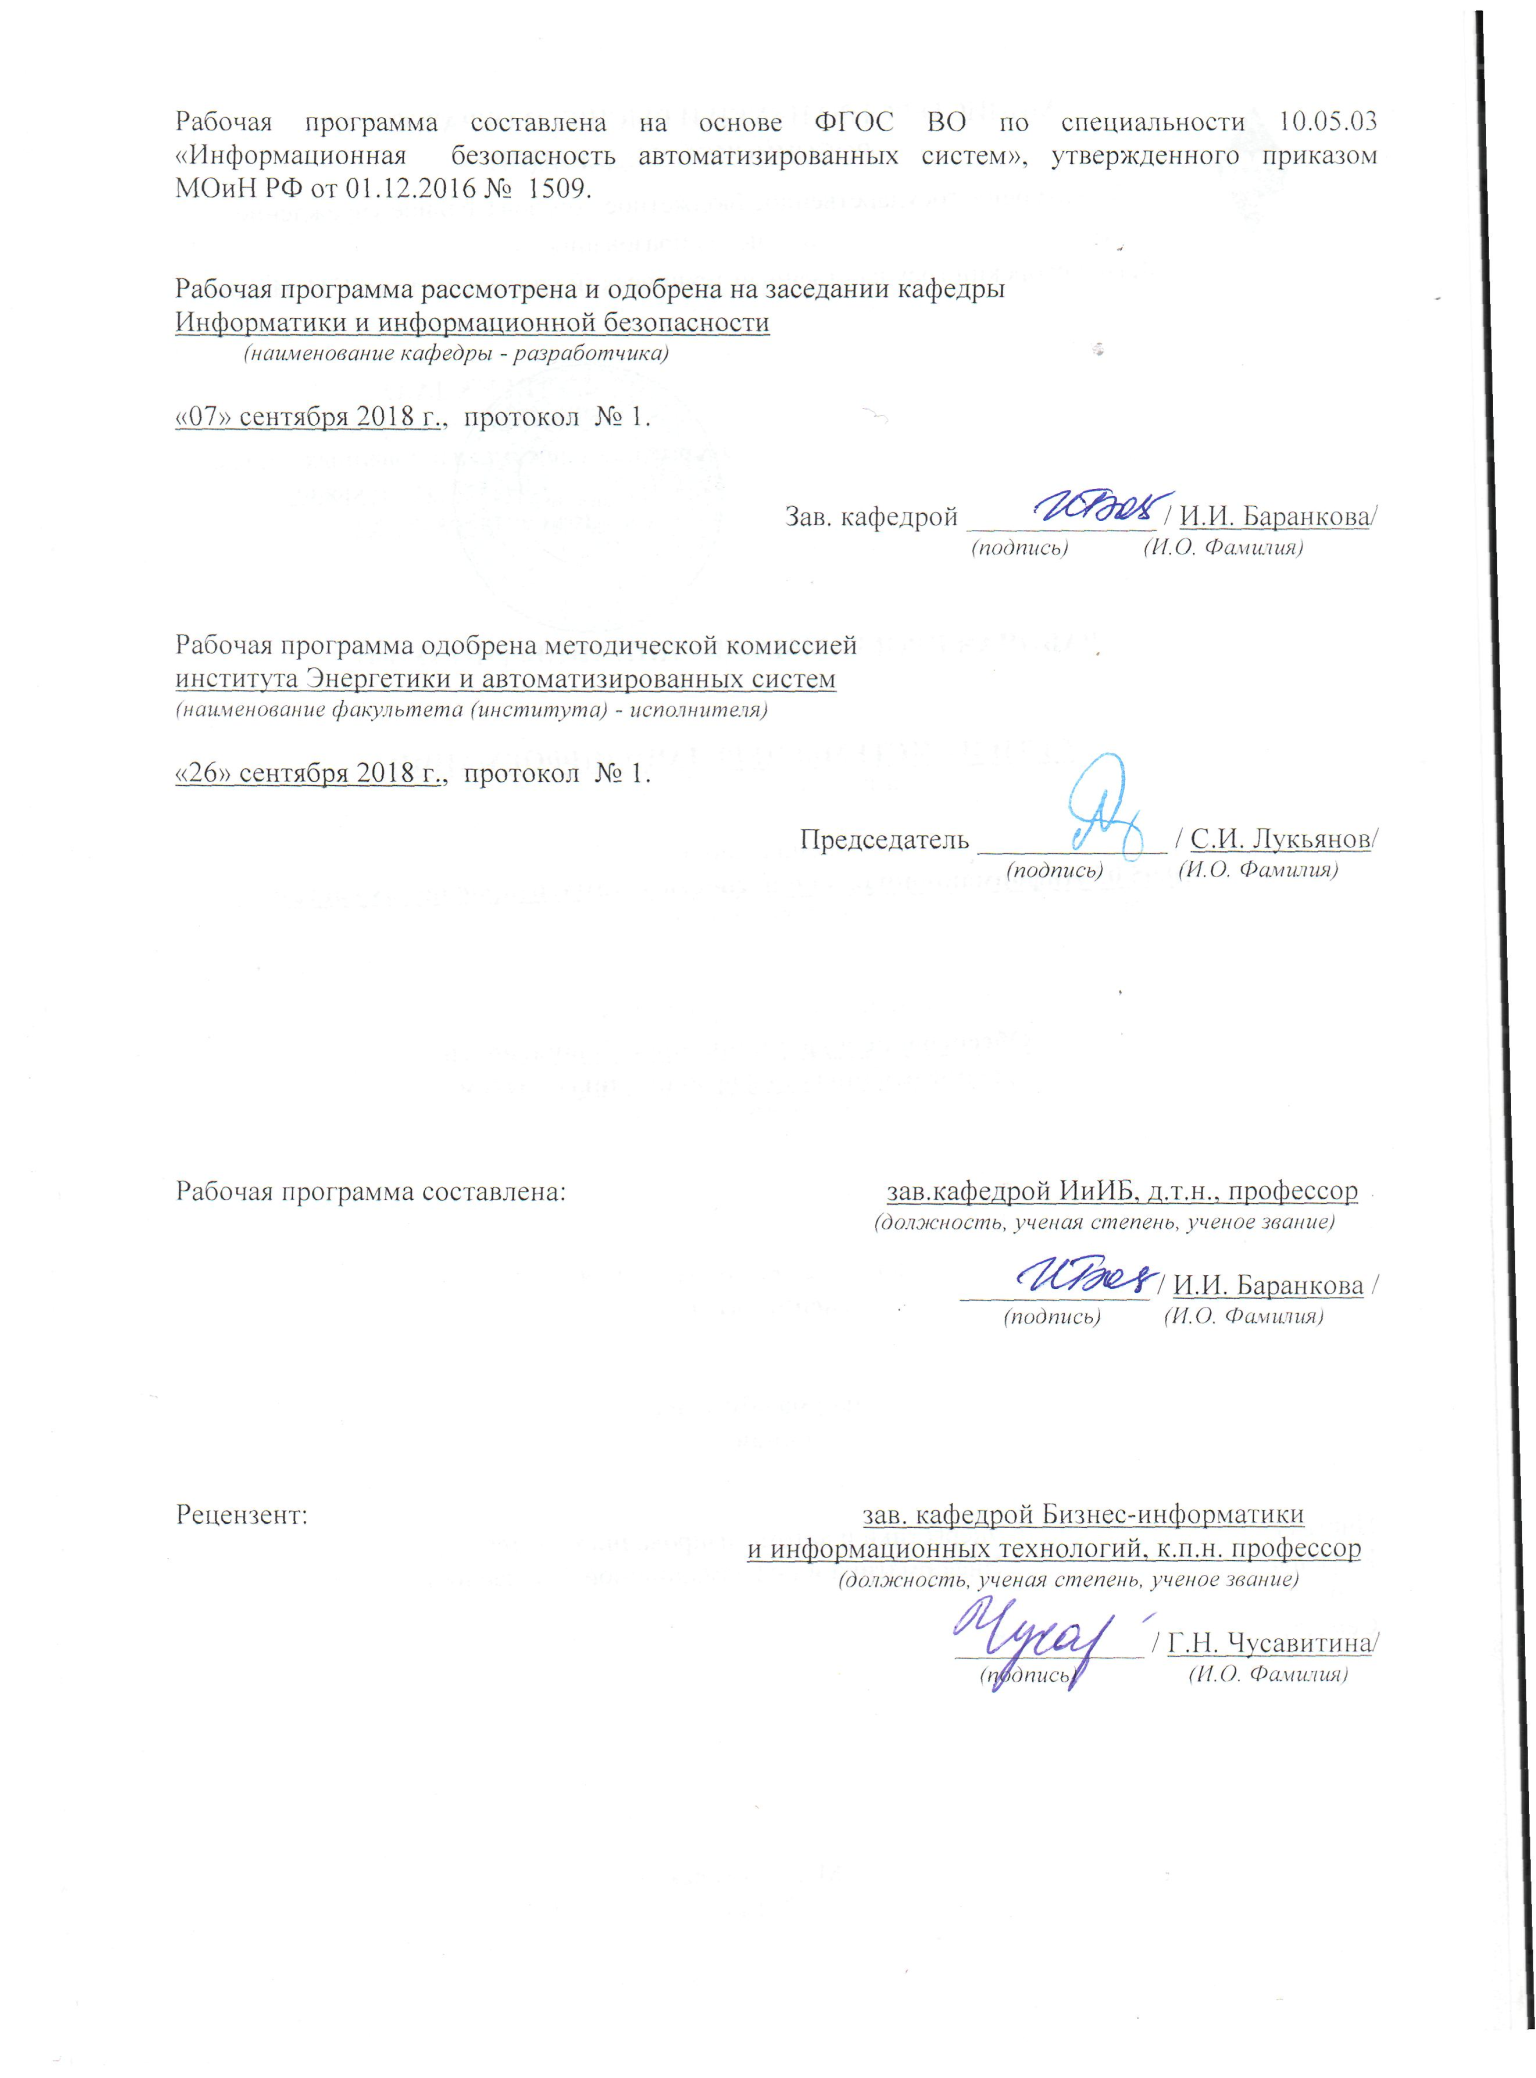 Рабочая программа составлена на основе ФГОС ВО по специальности 10.05.03
«Информационная безопасность автоматизированных систем», утвержденного приказом
МОиН РФ от 01.12.2016 № 1509.
Рабочая программа рассмотрена и одобрена на заседании кафедры
Информатики и информационной безопасности
(наименование кафедры - разработчика)
«07» сентября 2018 г., протокол № 1.
Зав. кафедрой / И.И. Баранкова/
(подпись) (И.О. Фамилия)
Рабочая программа одобрена методической комиссией
института Энергетики и автоматизированных систем
(наименование факультета (института) - исполнителя)
«26» сентября 2018 г., протокол № 1.
Председатель / С.И. Лукьянов/
(подпись) (И.О. Фамилия)
Рабочая программа составлена: зав.кафедрой ИиИБ, д.т.н., профессор
(должность, ученая степень, ученое звание)
/ И.И. Баранкова /
(подпись) (И.О. Фамилия)
Рецензент: зав. кафедрой Бизнес-информатики
и информационных технологий, к.п.н. профессор
(должность, ученая степень, ученое звание)
/ Г.Н. Чусавитина/
(подпись) (И.О. Фамилия)